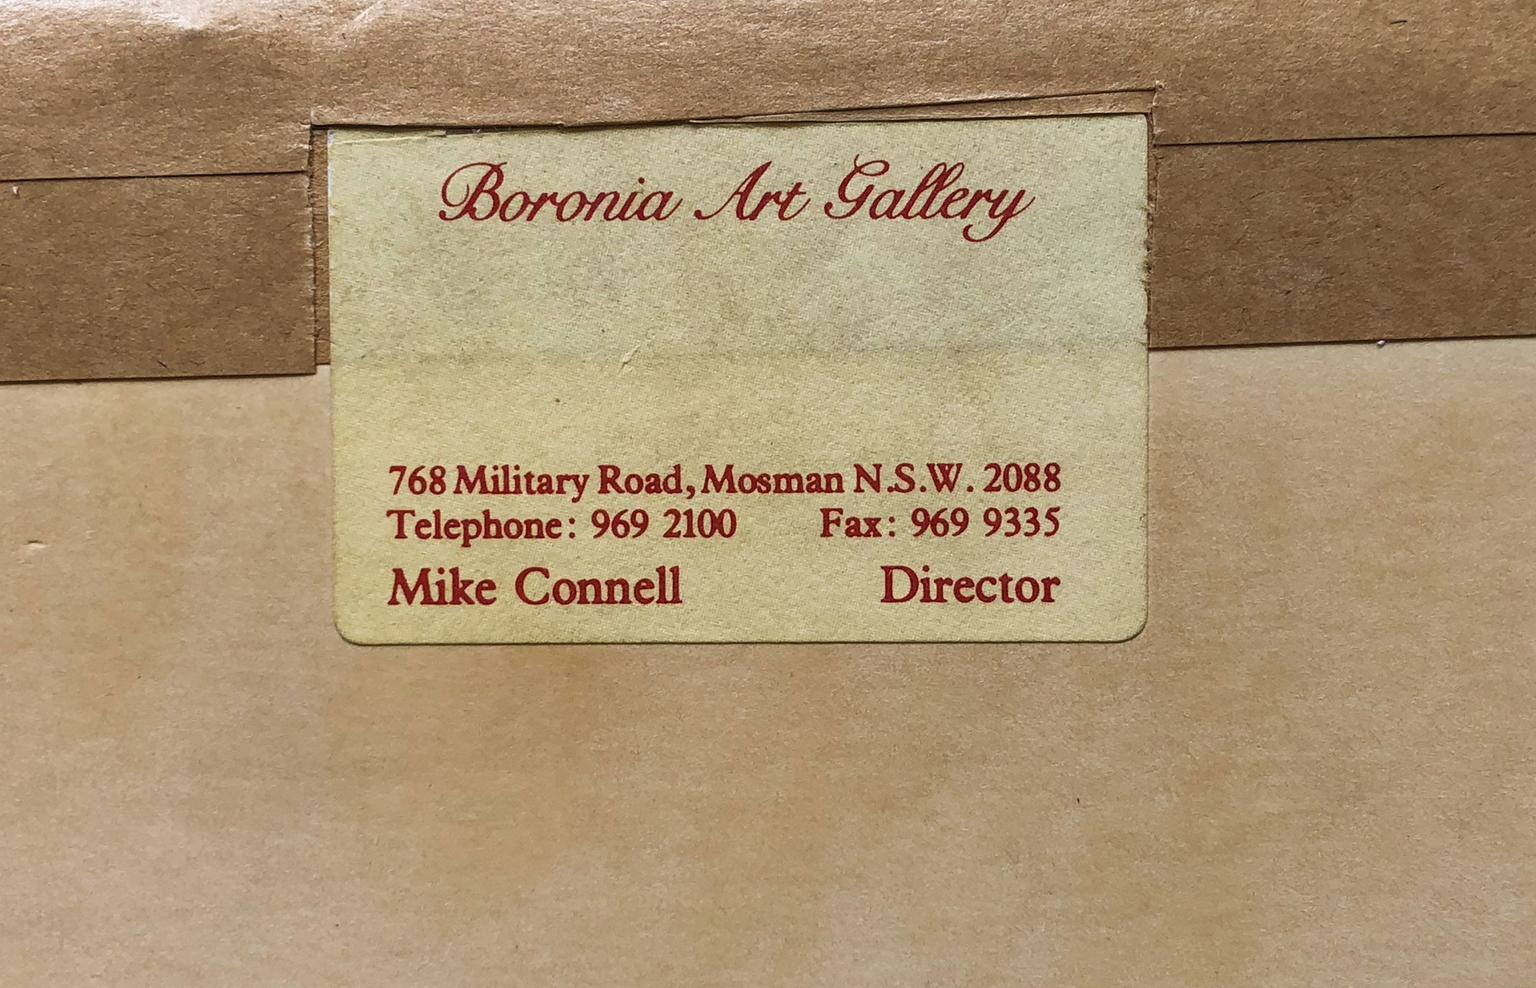 Boronia Art Gallery
768 Military Road, Mosman N.S.W. 2088
Telephone: 969 2100 Fax: 969 9335
Mike Connell Director